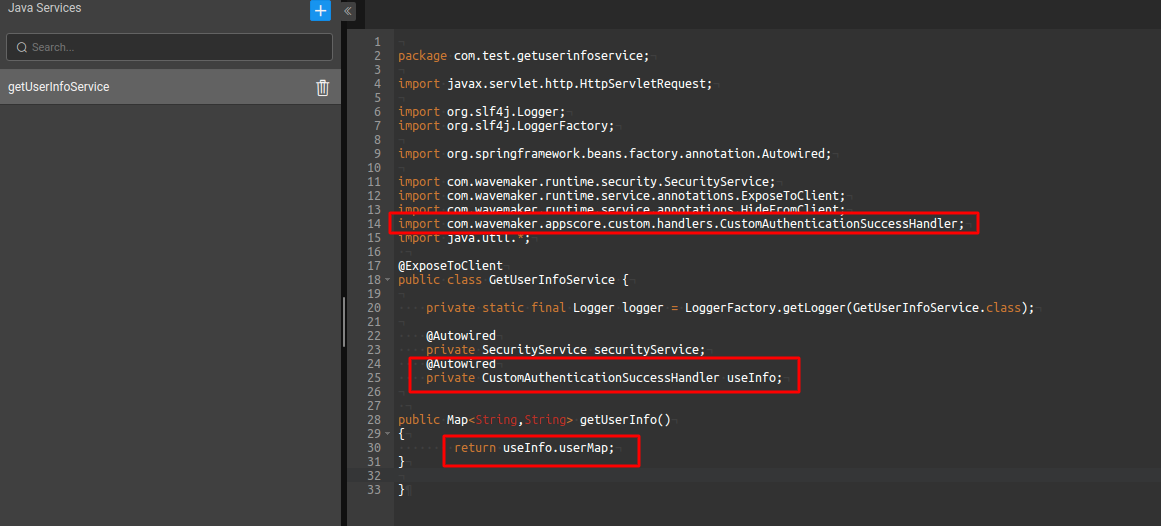 Java Services
+
«
Search...
getUserInfoService
1
2 package com.test.getuserinfoservice;
3
4 import javax.servlet.http.HttpServletRequest;
5
6 import org.slf4j.Logger;
7 import org.slf4j.LoggerFactory;
8
9 import org.springframework.beans.factory.annotation.Autowired;
10
11 import com.wavemaker.runtime.security.SecurityService;
12 import com.wavemaker.runtime.service.annotations.ExposeToClient;
13 import com.wavemaker.runtime.service.annotations.HideFromClient;
14 import com.wavemaker.appscore.custom.handlers.CustomAuthenticationSuccessHandler;
15 import java.util.*;
16
17 @ExposeToClient
18 public class GetUserInfoService {
19
20 private static final Logger logger = LoggerFactory.getLogger(GetUserInfoService.class);
21
22 @Autowired
23 private SecurityService securityService;
24 @Autowired
25 private CustomAuthenticationSuccessHandler useInfo;
26
27
28 public Map<String,String> getUserInfo()
29 {
30 return useInfo.userMap;
31 }
32
33 }